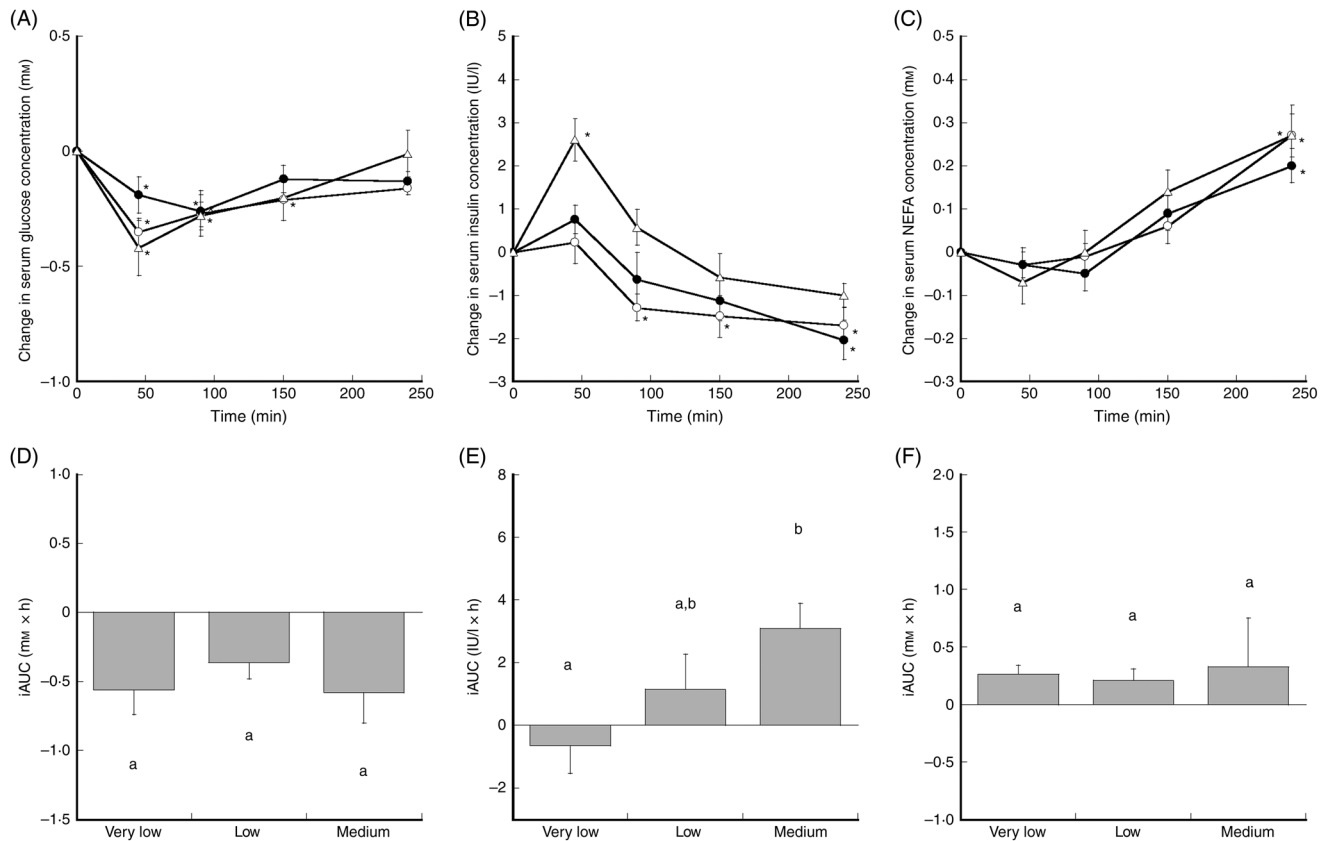 (A)
0·5
0
−0·5
−1·0
Change in serum glucose concentration (mM)
0 50 100 150 200 250
Time (min)
* * * * * * *
(B)
5
4
3
2
1
0
−1
−2
−3
Change in serum insulin concentration (IU/l)
0 50 100 150 200 250
Time (min)
* * * * *
(C)
0·5
0·4
0·3
0·2
0·1
0
−0·1
−0·2
−0·3
Change in serum NEFA concentration (mM)
0 50 100 150 200 250
Time (min)
* * *
(D)
1·0
0·5
0
−0·5
−1·0
−1·5
iAUC (mM × h)
a a a
Very low Low Medium
(E)
8
6
4
2
0
−2
iAUC (IU/l × h)
a a,b b
Very low Low Medium
(F)
2·0
1·5
1·0
0·5
0
−0·5
−1·0
iAUC (mM × h)
a a a
Very low Low Medium